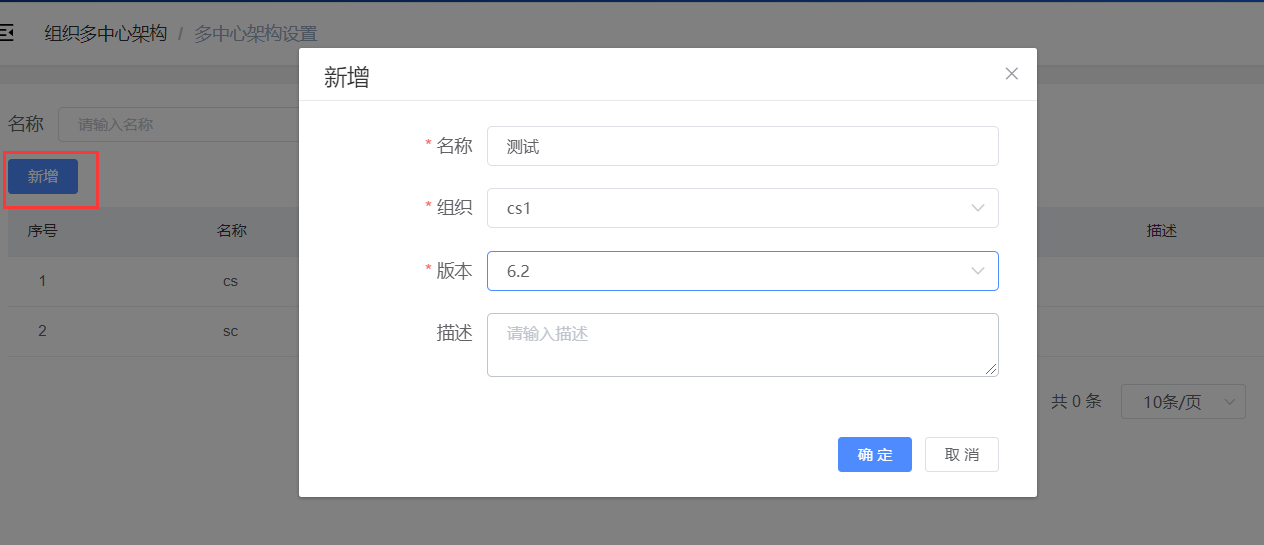 组织多中心架构 / 多中心架构设置
新增
名称 请输入名称
* 名称 测试
新增
* 组织 cs1
序号 名称 描述
* 版本 6.2
1 cs
2 sc
描述 请输入描述
共 0 条 10条/页
确 定 取 消